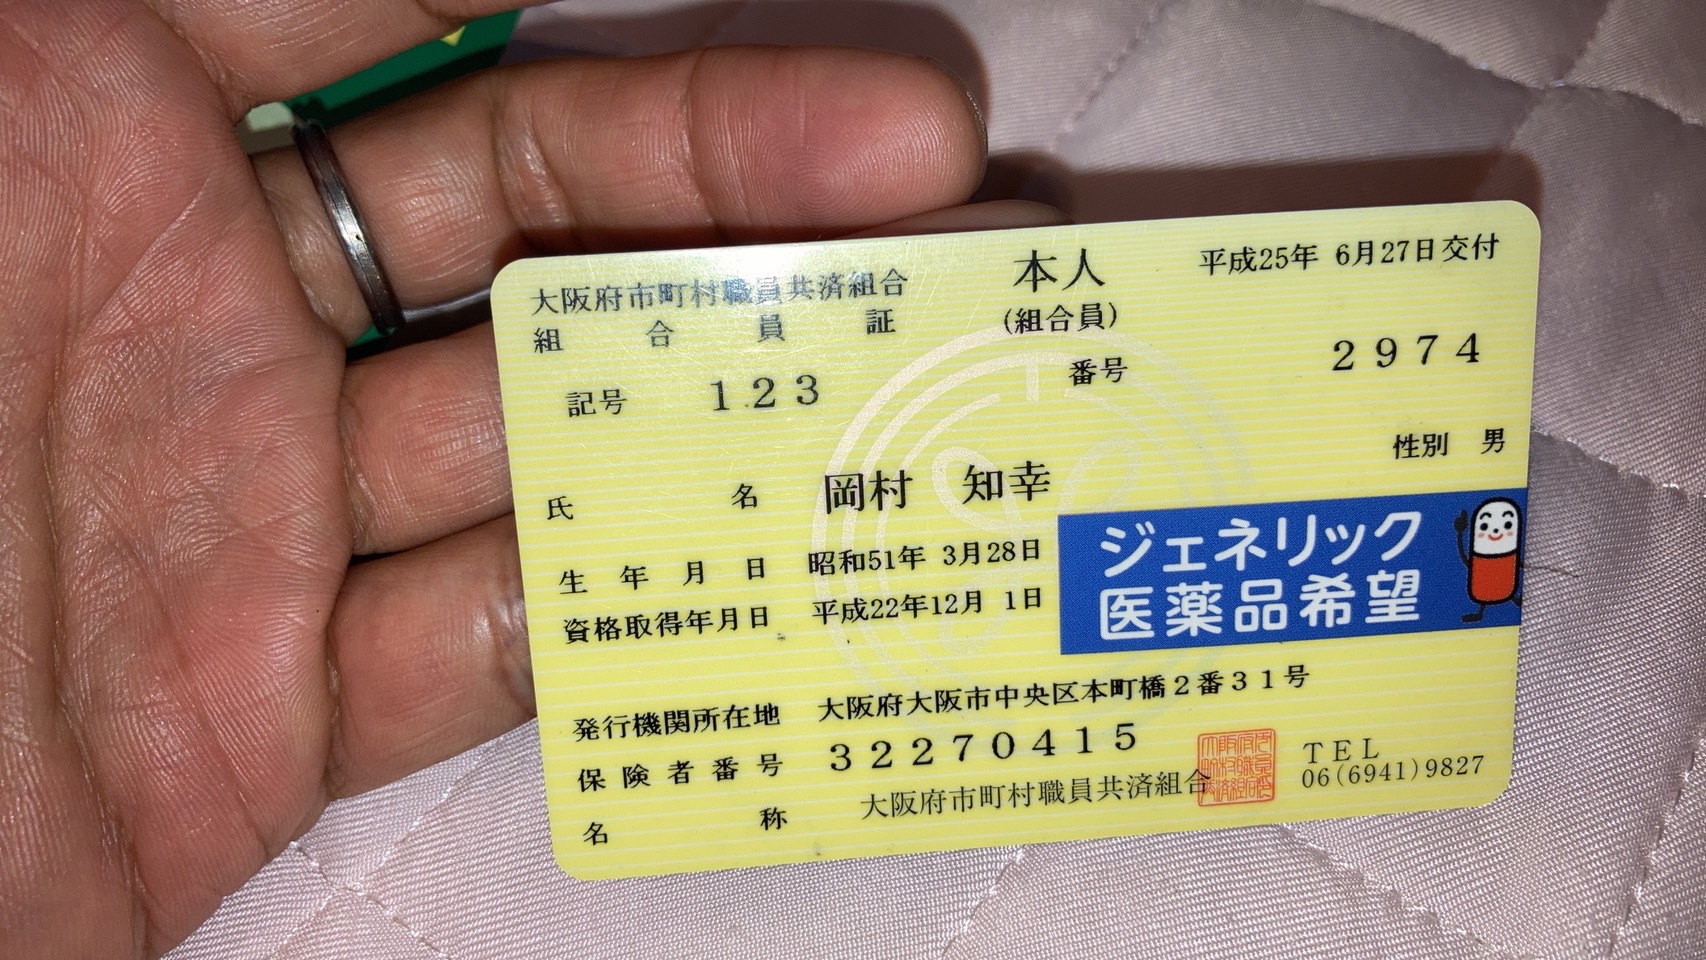 大阪府市町村職員共済組合
組合員証
本人
(組合員)
平成25年 6月27日交付
記号 123
番号 2974
性別 男
氏名 岡村 知幸
生年月日 昭和51年 3月28日
資格取得年月日 平成22年12月 1日
ジェネリック
医薬品希望
発行機関所在地 大阪府大阪市中央区本町橋2番31号
保険者番号 32270415
名称 大阪府市町村職員共済組合
TEL
06(6941)9827